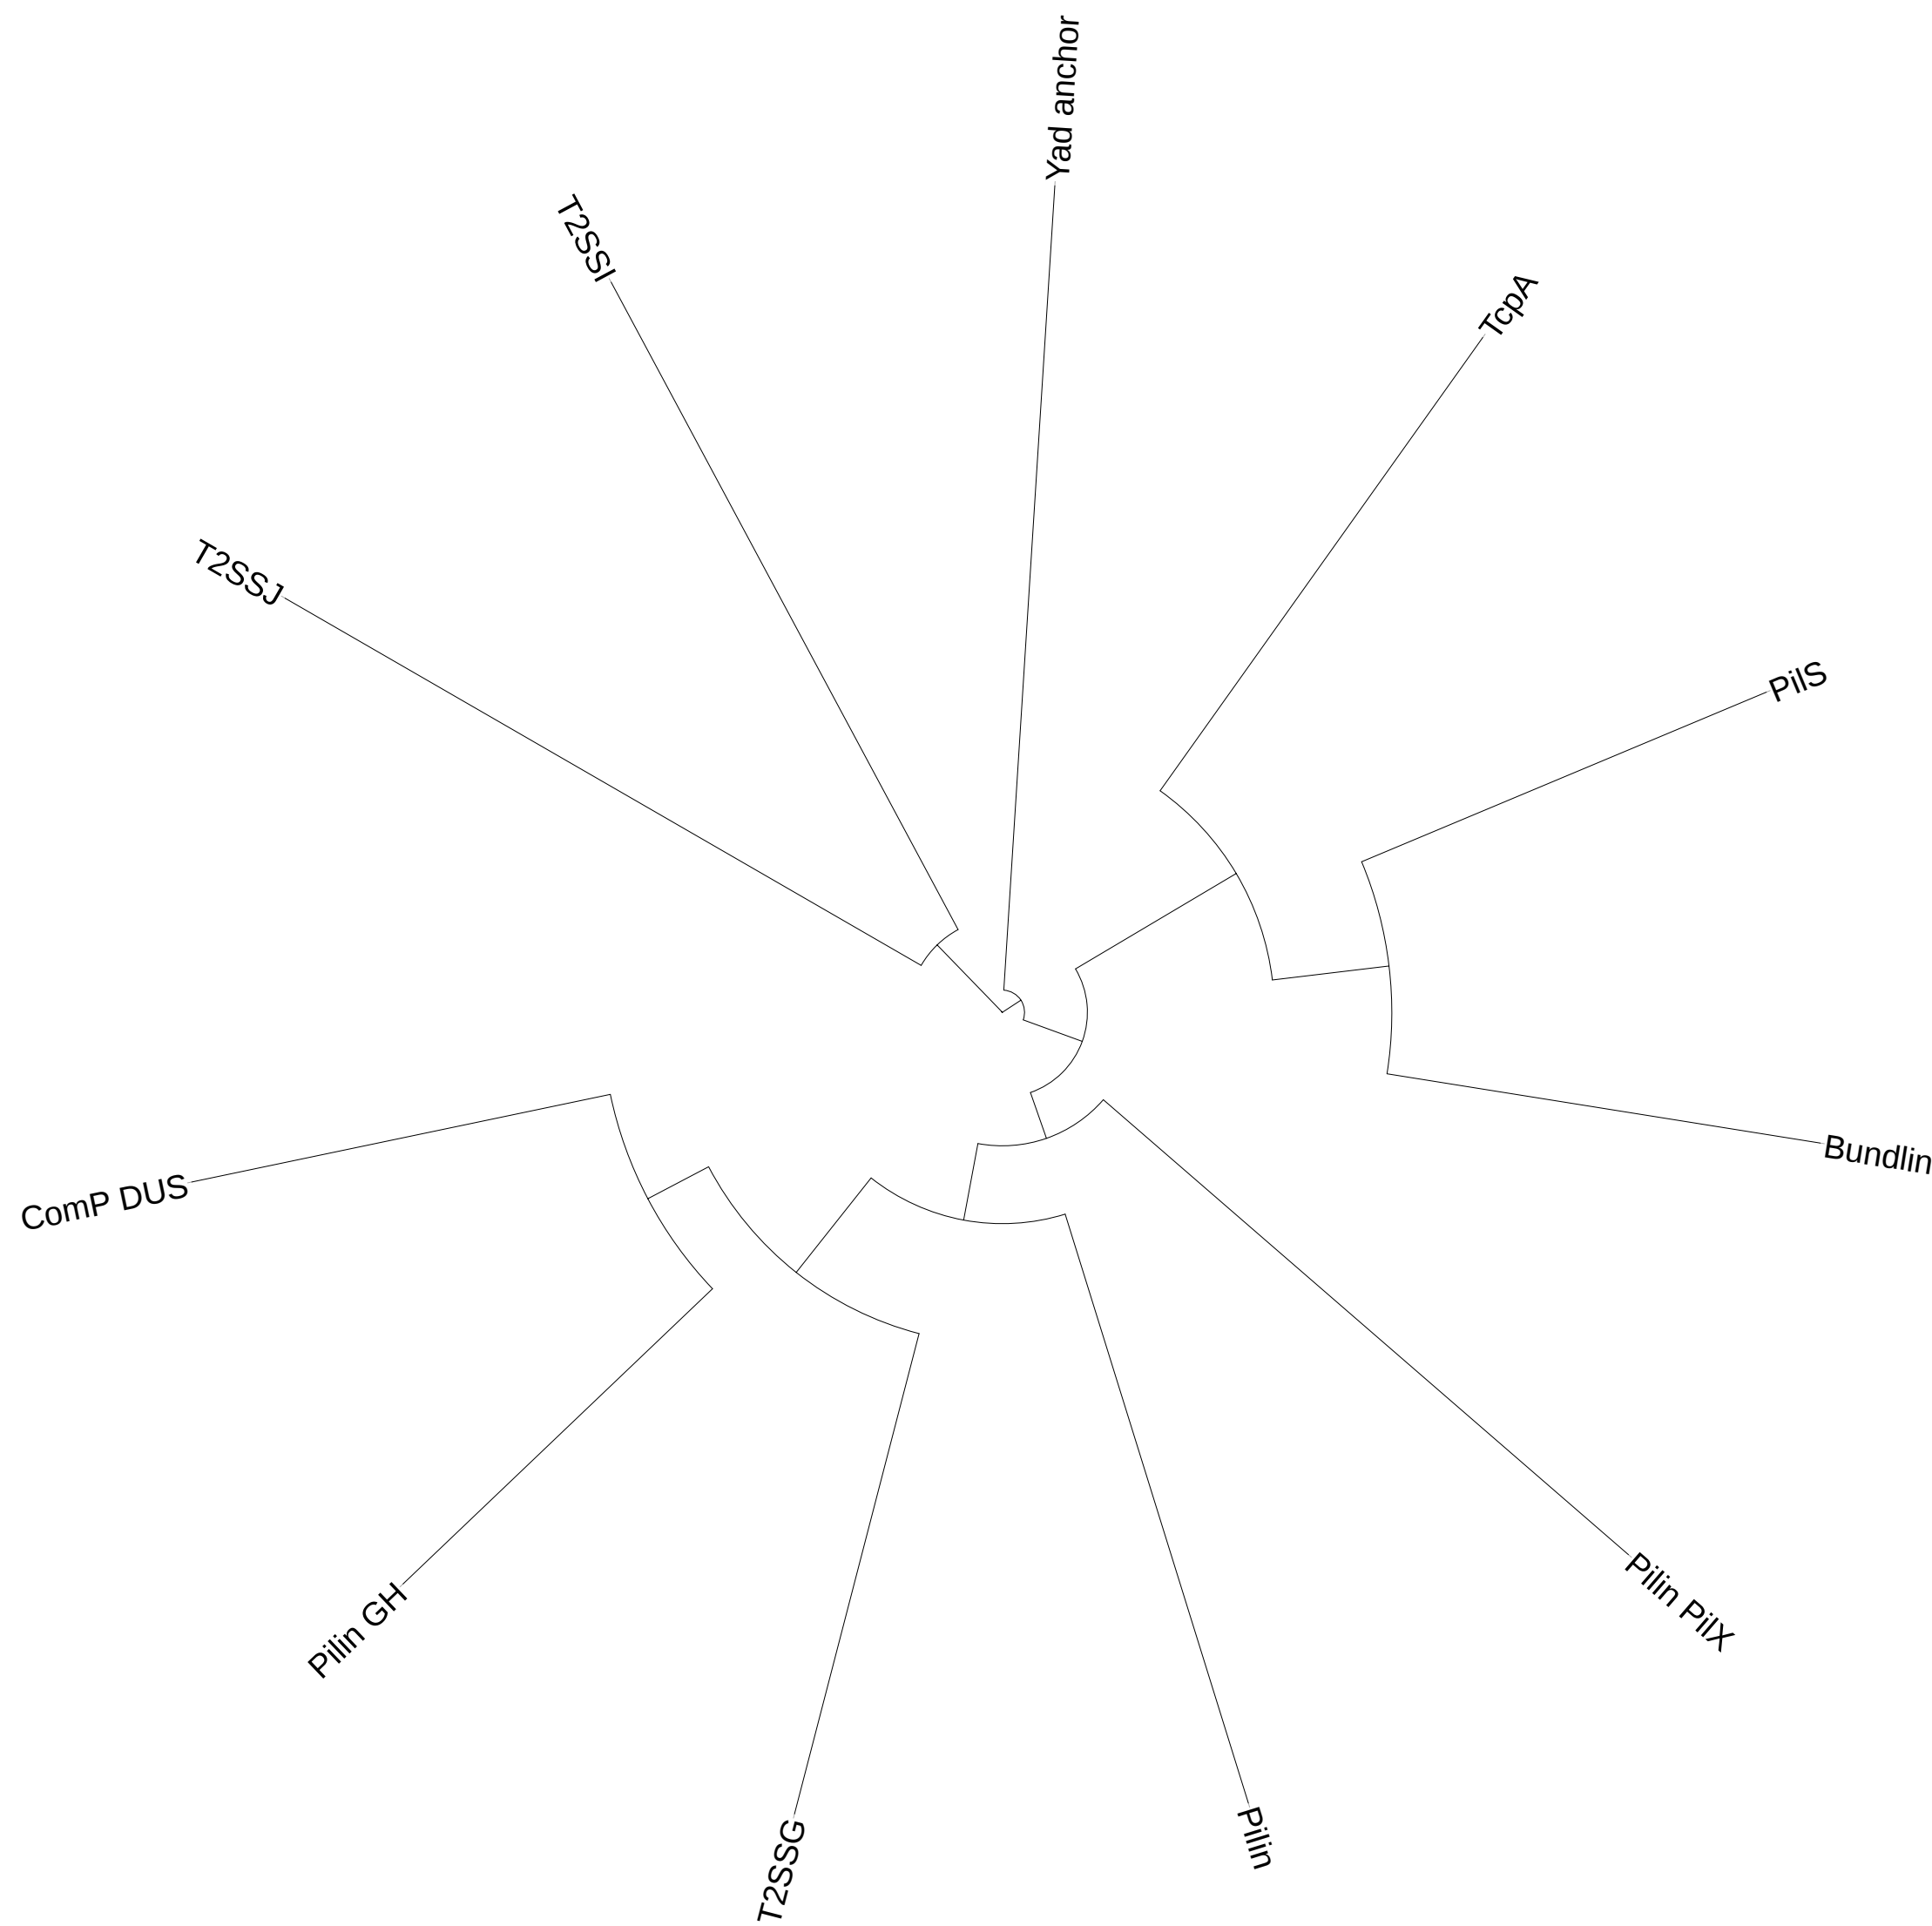 Yad anchor
T2SSI
TcpA
T2SSJ
PilS
Bundlin
ComP DUS
Pilin PilX
Pilin GH
Pilin
T2SSG